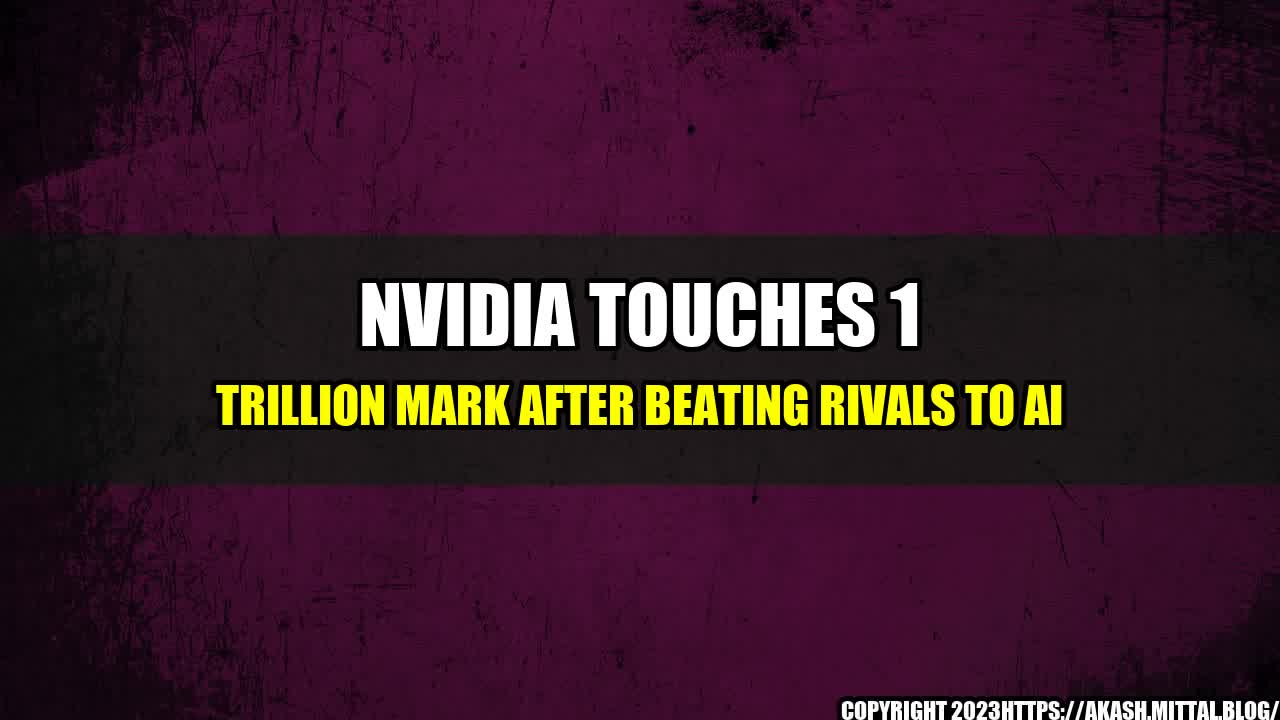 NVIDIA TOUCHES 1
TRILLION MARK AFTER BEATING RIVALS TO AI
COPYRIGHT 2023HTTPS://AKASH.MITTAL.BLOG/